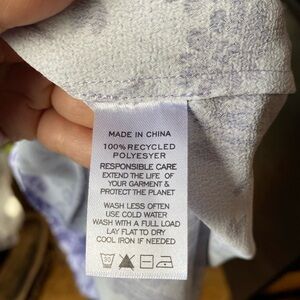 MADE IN CHINA
100% RECYCLED
POLYESYER
RESPONSIBLE CARE
EXTEND THE LIFE OF
YOUR GARMENT &
PROTECT THE PLANET
WASH LESS OFTEN
USE COLD WATER
WASH WITH A FULL LOAD
LAY FLAT TO DRY
COOL IRON IF NEEDED
30